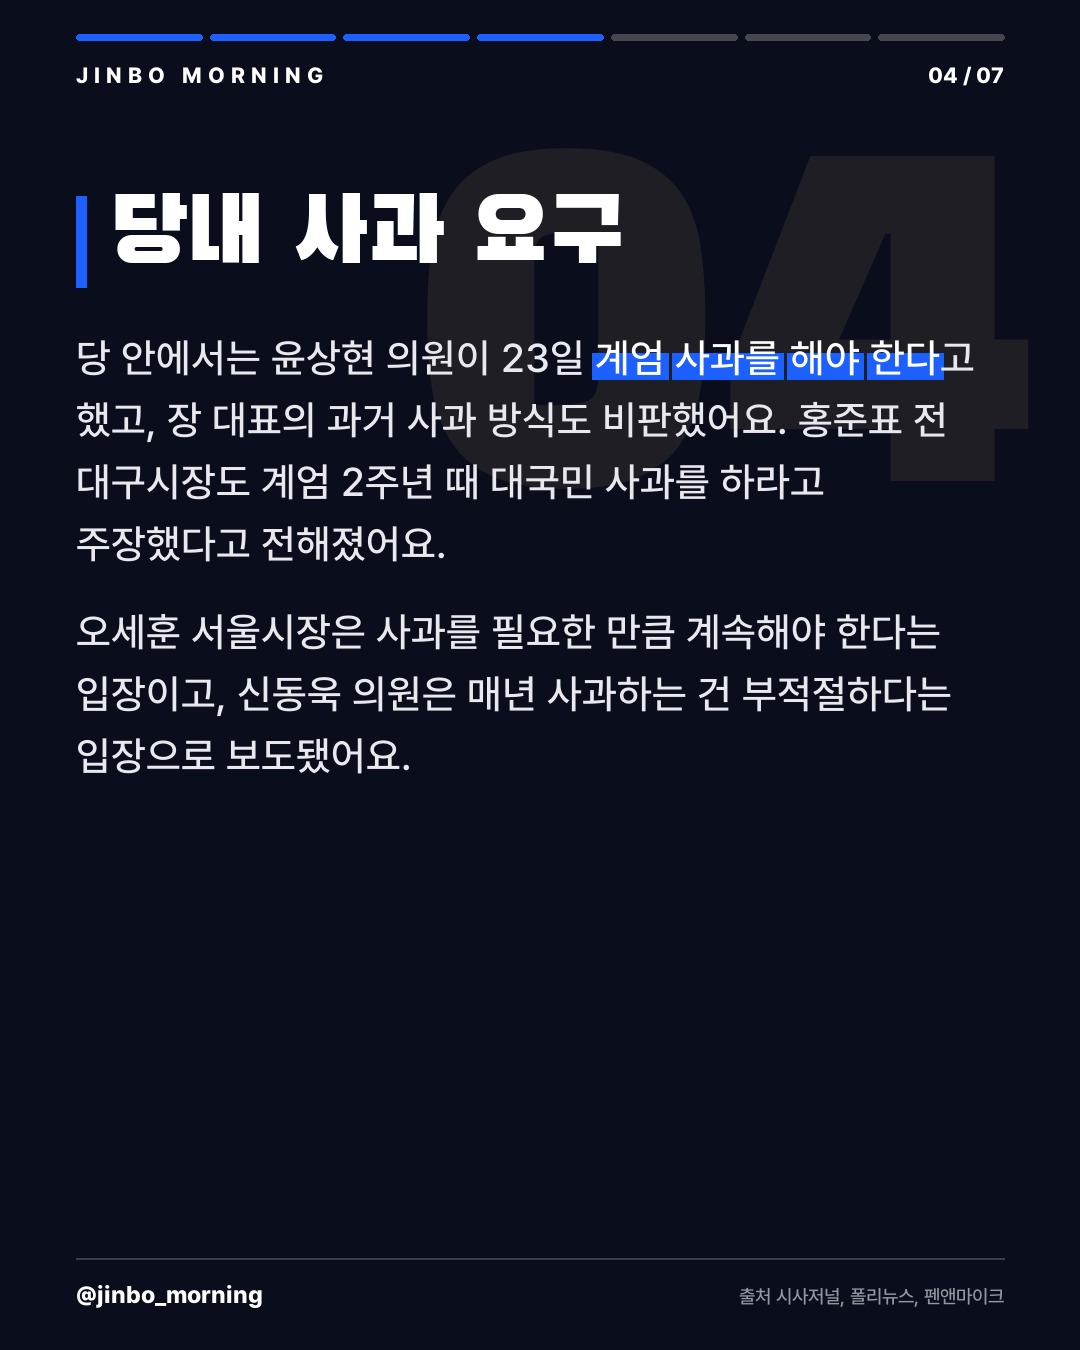 JINBO MORNING
04 / 07
04
당내 사과 요구
당 안에서는 윤상현 의원이 23일 계엄 사과를 해야 한다고
했고, 장 대표의 과거 사과 방식도 비판했어요. 홍준표 전
대구시장도 계엄 2주년 때 대국민 사과를 하라고
주장했다고 전해졌어요.
오세훈 서울시장은 사과를 필요한 만큼 계속해야 한다는
입장이고, 신동욱 의원은 매년 사과하는 건 부적절하다는
입장으로 보도됐어요.
@jinbo_morning
출처 시사저널, 폴리뉴스, 펜앤마이크